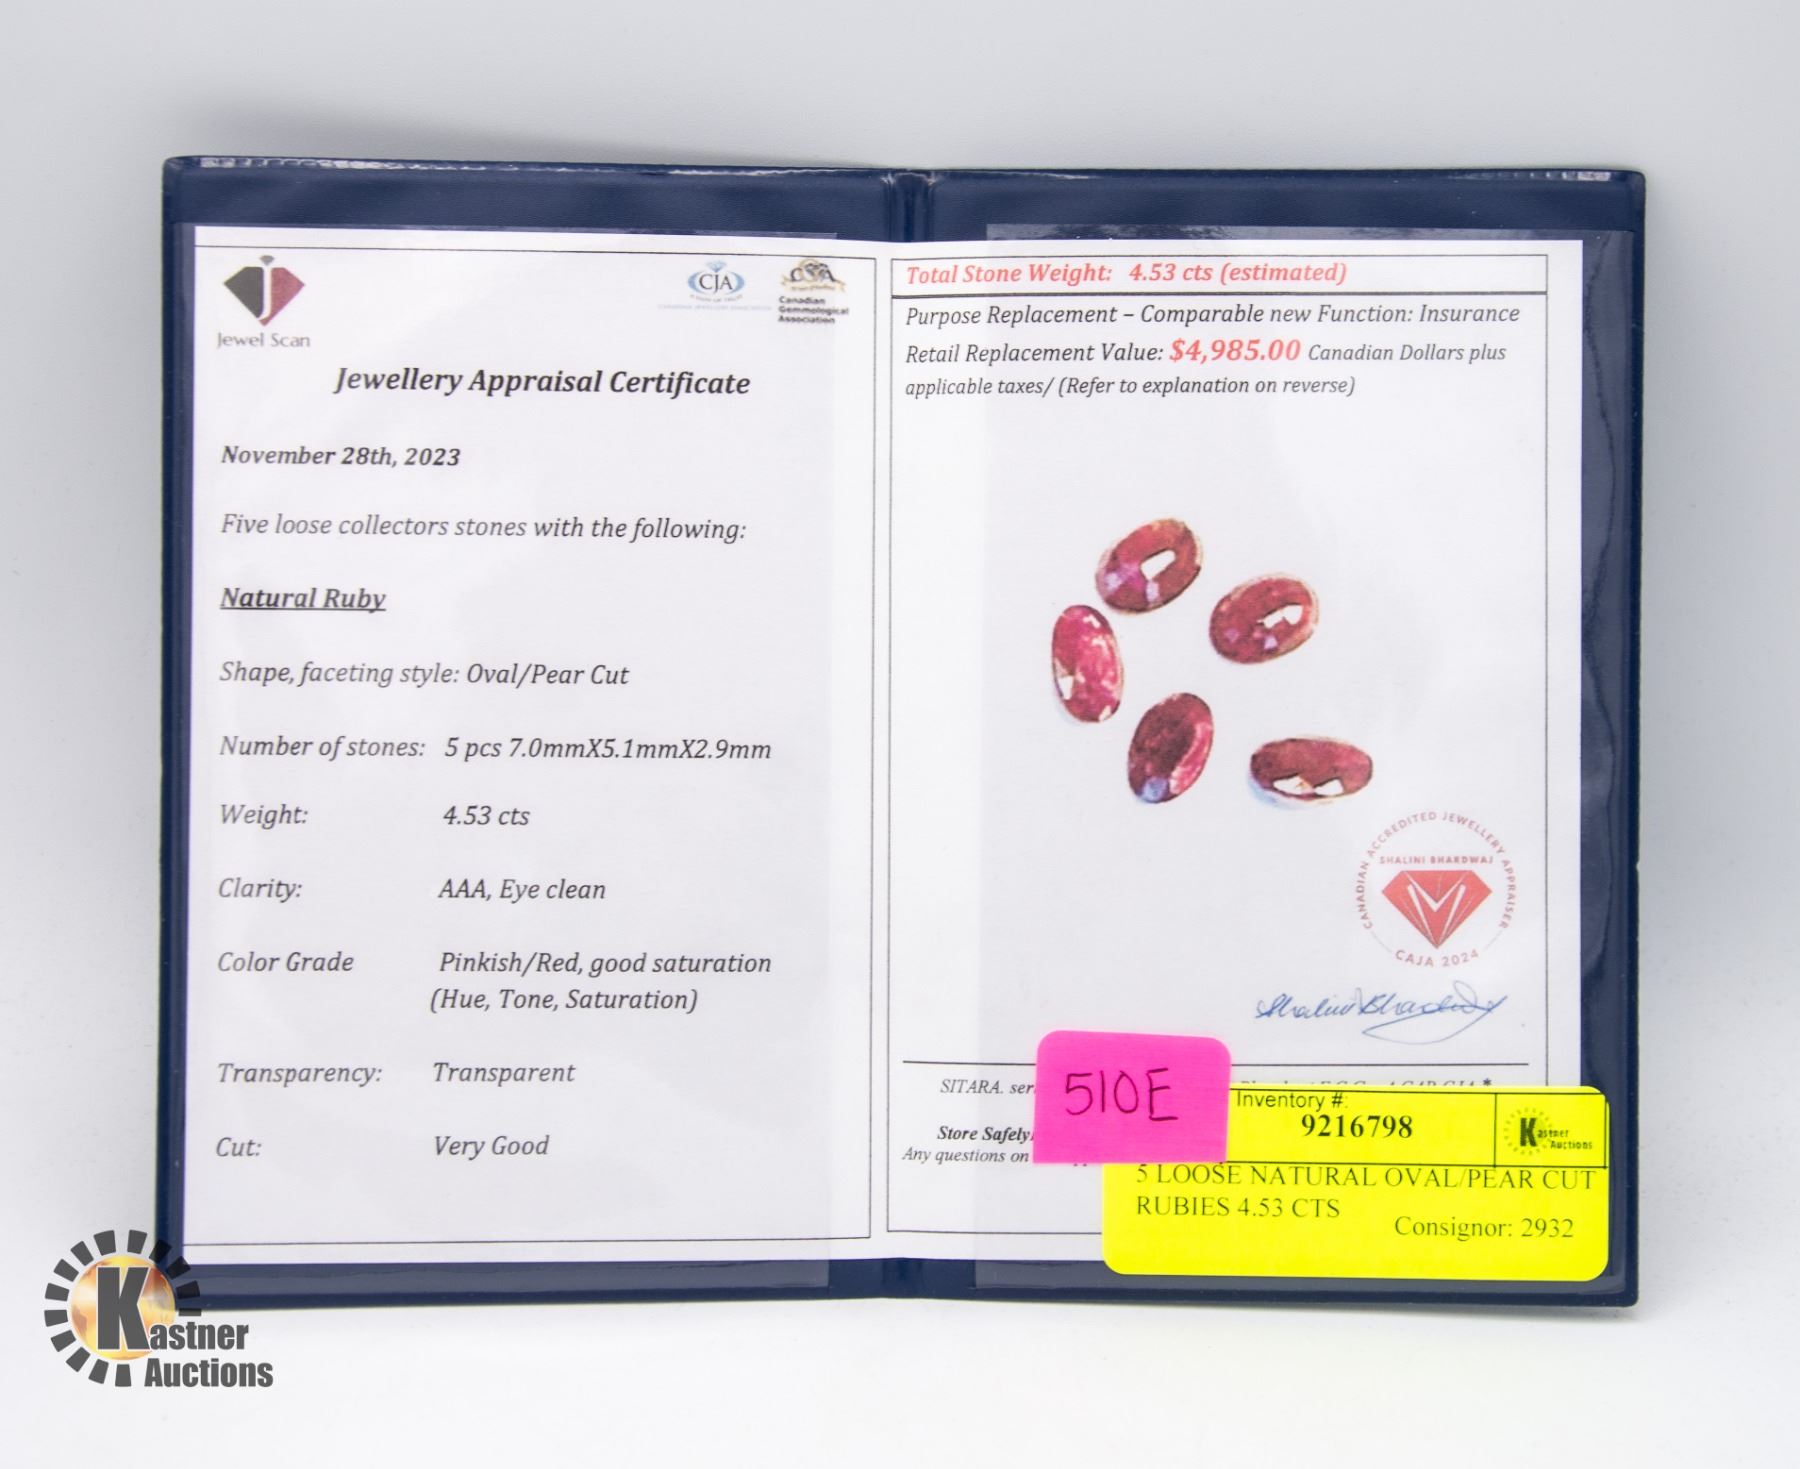 Jewel Scan
CJA
CGA
Canadian
Gemmological
Association
Jewellery Appraisal Certificate
November 28th, 2023
Five loose collectors stones with the following:
Natural Ruby
Shape, faceting style: Oval/Pear Cut
Number of stones: 5 pcs 7.0mmX5.1mmX2.9mm
Weight: 4.53 cts
Clarity: AAA, Eye clean
Color Grade Pinkish/Red, good saturation
(Hue, Tone, Saturation)
Transparency: Transparent
Cut: Very Good
Total Stone Weight: 4.53 cts (estimated)
Purpose Replacement – Comparable new Function: Insurance
Retail Replacement Value: $4,985.00 Canadian Dollars plus
applicable taxes/ (Refer to explanation on reverse)
CANADIAN ACCREDITED JEWELLERY APPRAISER
SHALINI BHARDWAJ
CAJA 2024
Shalini Bhardwaj
SITARA. ser
Store Safely
Any questions on
510E
Inventory #:
9216798
Kastner
Auctions
5 LOOSE NATURAL OVAL/PEAR CUT
RUBIES 4.53 CTS
Consignor: 2932
Kastner
Auctions